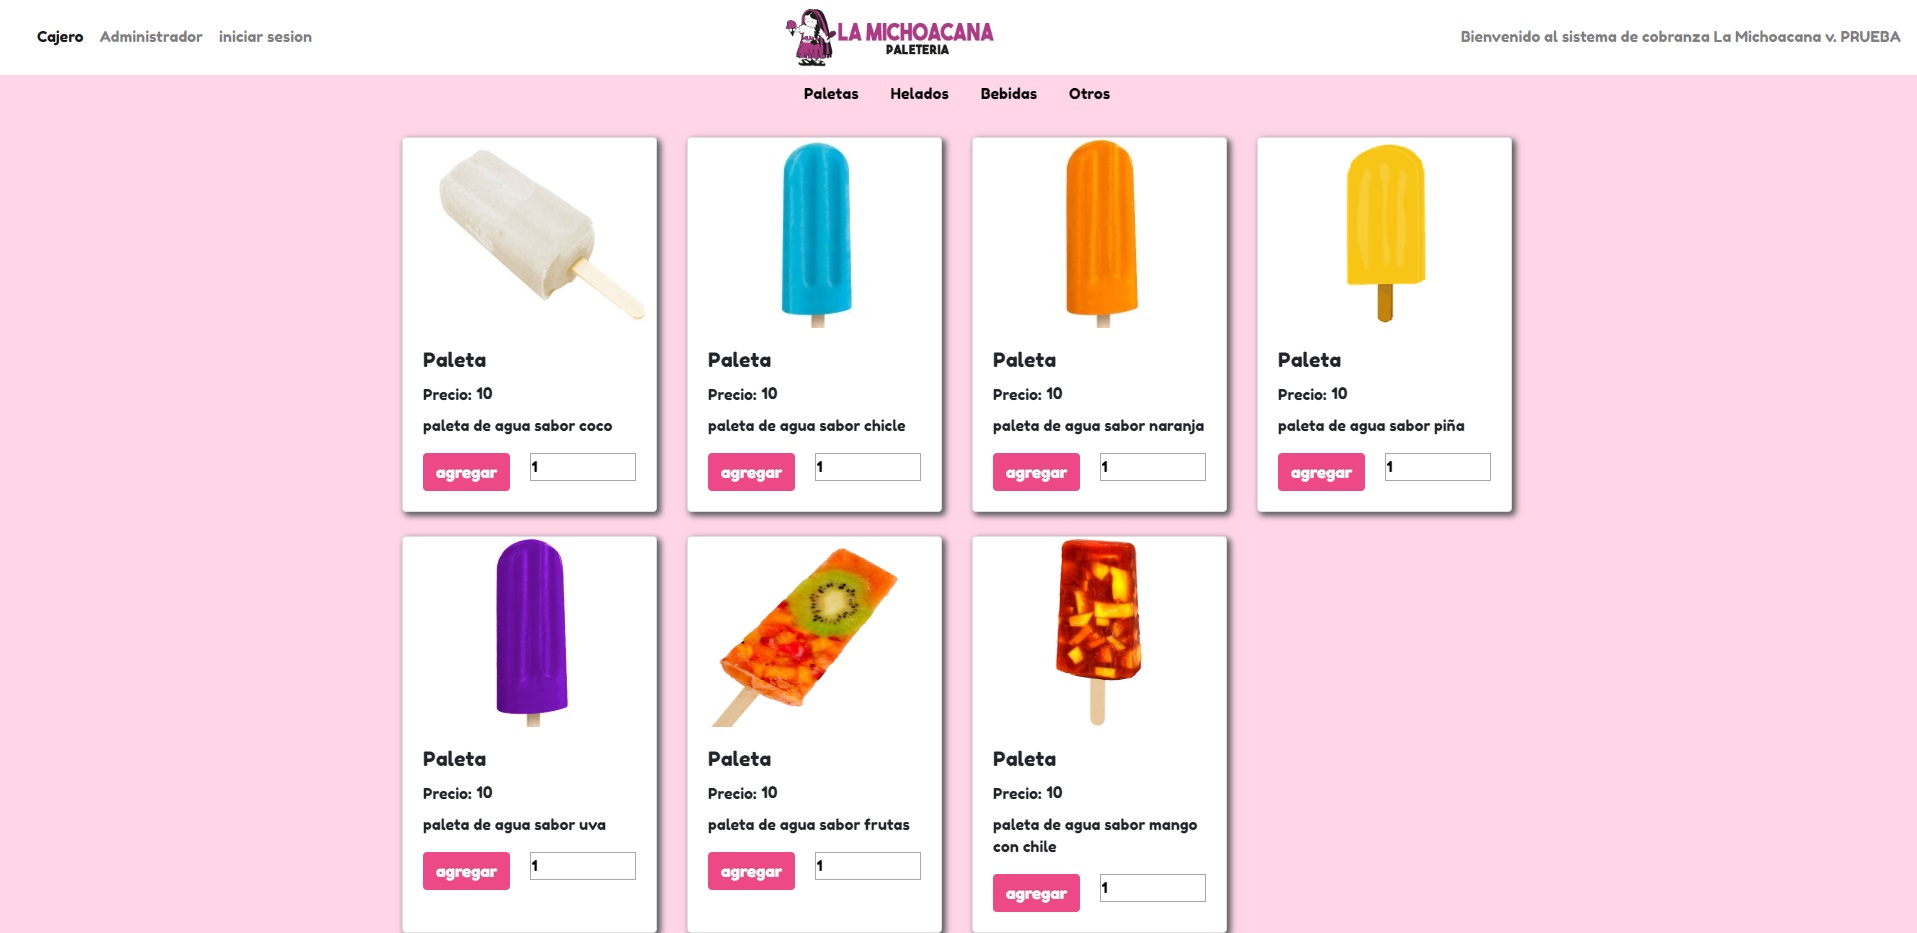 Cajero Administrador iniciar sesion
LA MICHOACANA
PALETERIA
Bienvenido al sistema de cobranza La Michoacana v. PRUEBA
Paletas Helados Bebidas Otros
Paleta
Precio: 10
paleta de agua sabor coco
agregar 1
Paleta
Precio: 10
paleta de agua sabor chicle
agregar 1
Paleta
Precio: 10
paleta de agua sabor naranja
agregar 1
Paleta
Precio: 10
paleta de agua sabor piña
agregar 1
Paleta
Precio: 10
paleta de agua sabor uva
agregar 1
Paleta
Precio: 10
paleta de agua sabor frutas
agregar 1
Paleta
Precio: 10
paleta de agua sabor mango
con chile
agregar 1